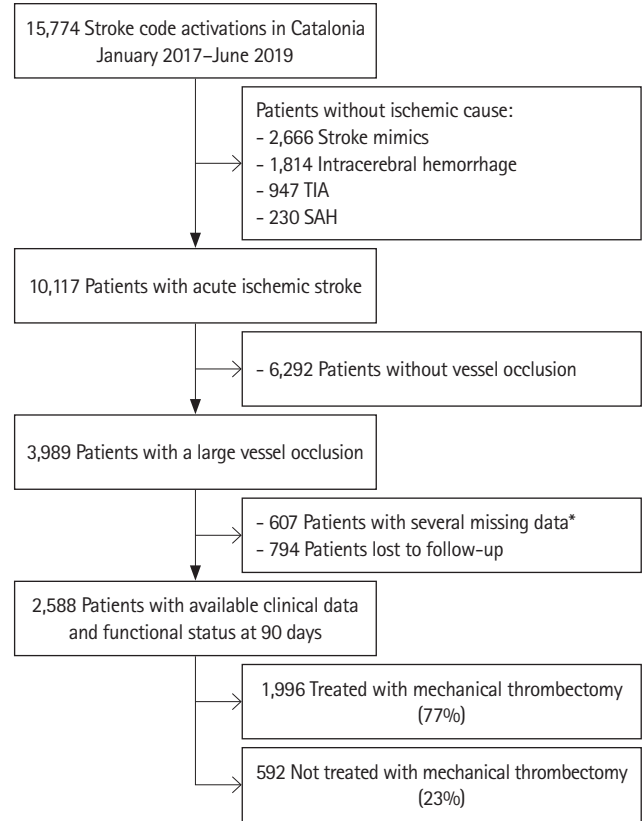 15,774 Stroke code activations in Catalonia
January 2017–June 2019
Patients without ischemic cause:
- 2,666 Stroke mimics
- 1,814 Intracerebral hemorrhage
- 947 TIA
- 230 SAH
10,117 Patients with acute ischemic stroke
- 6,292 Patients without vessel occlusion
3,989 Patients with a large vessel occlusion
- 607 Patients with several missing data*
- 794 Patients lost to follow-up
2,588 Patients with available clinical data
and functional status at 90 days
1,996 Treated with mechanical thrombectomy
(77%)
592 Not treated with mechanical thrombectomy
(23%)